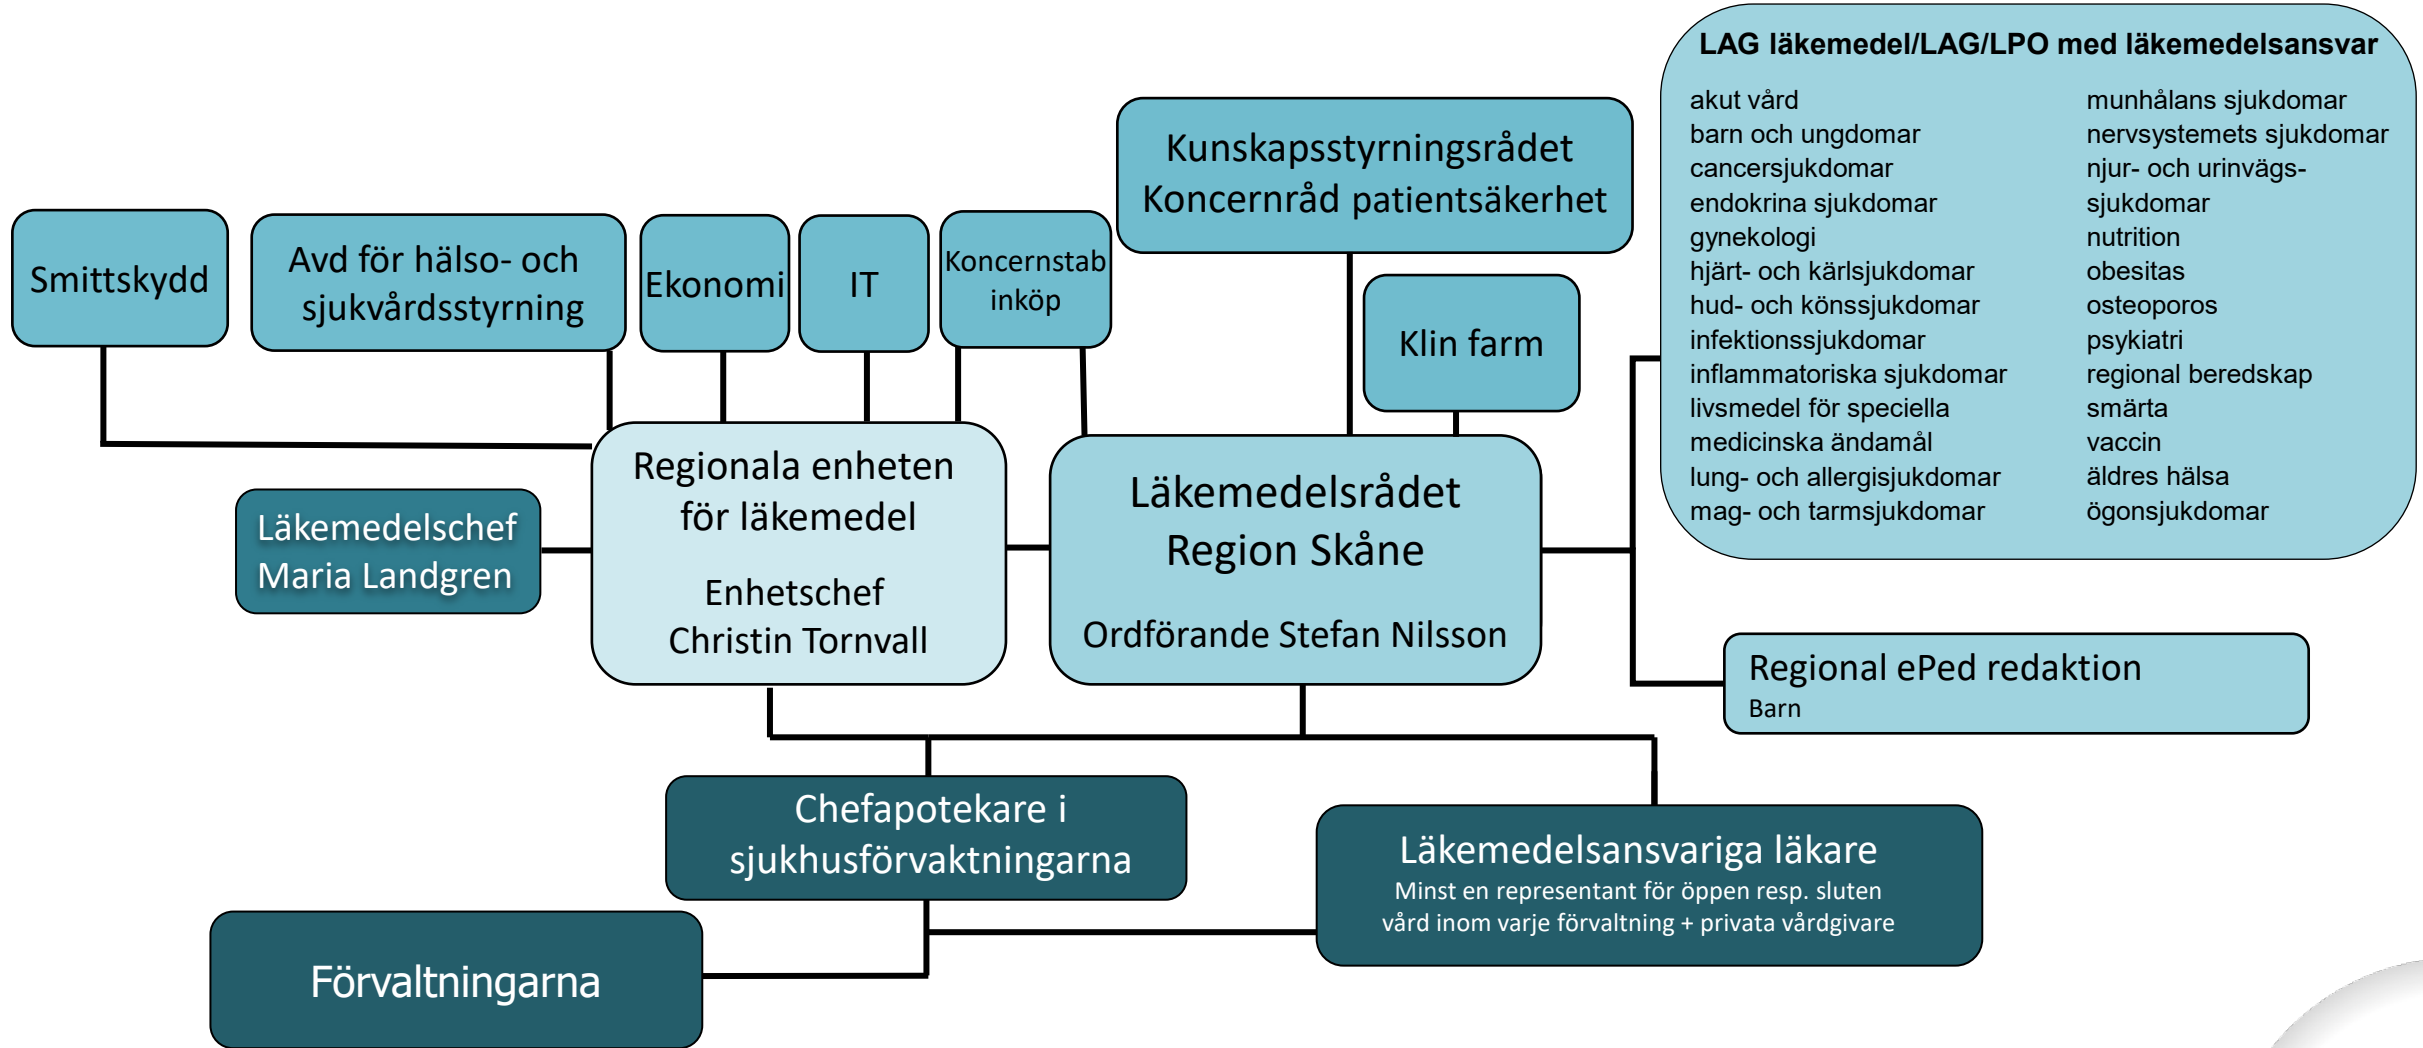 LAG läkemedel/LAG/LPO med läkemedelsansvar
akut vård
barn och ungdomar
cancersjukdomar
endokrina sjukdomar
gynekologi
hjärt- och kärlsjukdomar
hud- och könssjukdomar
infektionssjukdomar
inflammatoriska sjukdomar
livsmedel för speciella
medicinska ändamål
lung- och allergisjukdomar
mag- och tarmsjukdomar
munhålans sjukdomar
nervsystemets sjukdomar
njur- och urinvägs-
sjukdomar
nutrition
obesitas
osteoporos
psykiatri
regional beredskap
smärta
vaccin
äldres hälsa
ögonsjukdomar
Kunskapsstyrningsrådet
Koncernråd patientsäkerhet
Smittskydd
Avd för hälso- och
sjukvårdsstyrning
Ekonomi
IT
Koncernstab
inköp
Klin farm
Läkemedelschef
Maria Landgren
Regionala enheten
för läkemedel
Enhetschef
Christin Tornvall
Läkemedelsrådet
Region Skåne
Ordförande Stefan Nilsson
Regional ePed redaktion
Barn
Chefapotekare i
sjukhusförvaktningarna
Läkemedelsansvariga läkare
Minst en representant för öppen resp. sluten
vård inom varje förvaltning + privata vårdgivare
Förvaltningarna